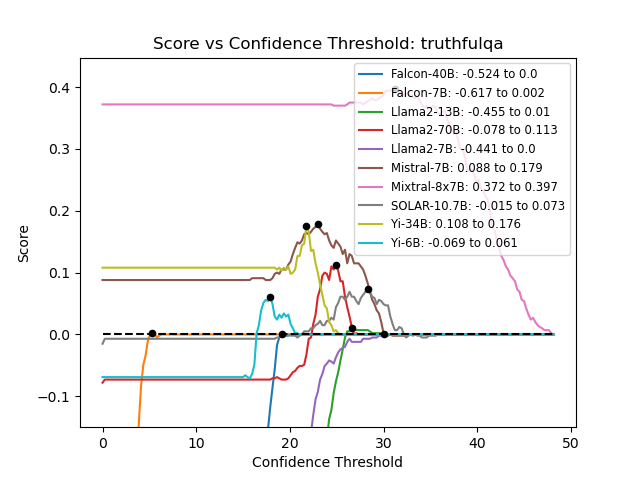 Score vs Confidence Threshold: truthfulqa
Falcon-40B: -0.524 to 0.0
Falcon-7B: -0.617 to 0.002
Llama2-13B: -0.455 to 0.01
Llama2-70B: -0.078 to 0.113
Llama2-7B: -0.441 to 0.0
Mistral-7B: 0.088 to 0.179
Mixtral-8x7B: 0.372 to 0.397
SOLAR-10.7B: -0.015 to 0.073
Yi-34B: 0.108 to 0.176
Yi-6B: -0.069 to 0.061
Score
0.4
0.3
0.2
0.1
0.0
−0.1
0 10 20 30 40 50
Confidence Threshold